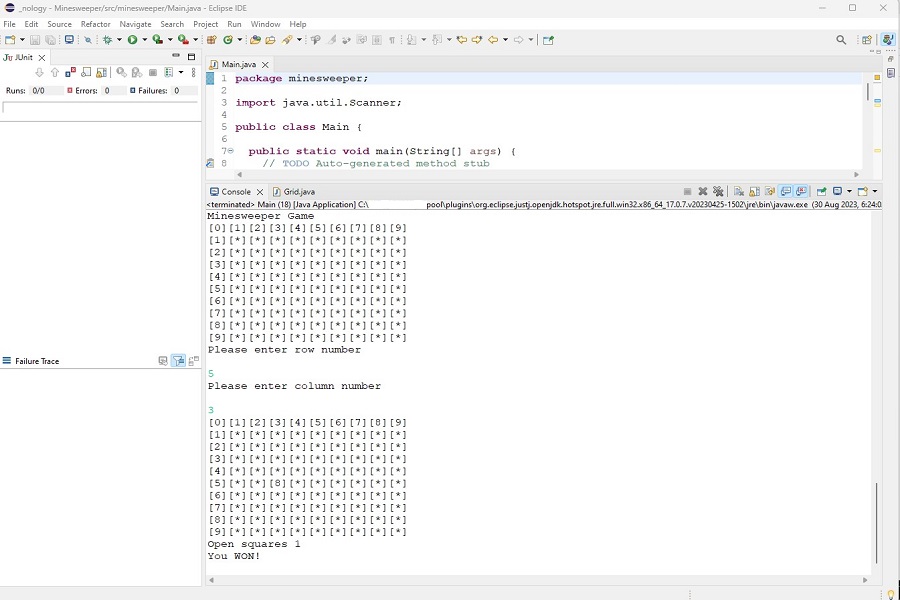 _nology - Minesweeper/src/minesweeper/Main.java - Eclipse IDE
File Edit Source Refactor Navigate Search Project Run Window Help
JUnit
Runs: 0/0 Errors: 0 Failures: 0
Failure Trace
Main.java
1 package minesweeper;
2
3 import java.util.Scanner;
4
5 public class Main {
6
7 public static void main(String[] args) {
8 // TODO Auto-generated method stub
Console Grid.java
<terminated> Main (18) [Java Application] C:\ pool\plugins\org.eclipse.justj.openjdk.hotspot.jre.full.win32.x86_64_17.0.7.v20230425-1502\jre\bin\javaw.exe (30 Aug 2023, 6:24:0
Minesweeper Game
[0][1][2][3][4][5][6][7][8][9]
[1][*][*][*][*][*][*][*][*][*]
[2][*][*][*][*][*][*][*][*][*]
[3][*][*][*][*][*][*][*][*][*]
[4][*][*][*][*][*][*][*][*][*]
[5][*][*][*][*][*][*][*][*][*]
[6][*][*][*][*][*][*][*][*][*]
[7][*][*][*][*][*][*][*][*][*]
[8][*][*][*][*][*][*][*][*][*]
[9][*][*][*][*][*][*][*][*][*]
Please enter row number
5
Please enter column number
3
[0][1][2][3][4][5][6][7][8][9]
[1][*][*][*][*][*][*][*][*][*]
[2][*][*][*][*][*][*][*][*][*]
[3][*][*][*][*][*][*][*][*][*]
[4][*][*][*][*][*][*][*][*][*]
[5][*][*][8][*][*][*][*][*][*]
[6][*][*][*][*][*][*][*][*][*]
[7][*][*][*][*][*][*][*][*][*]
[8][*][*][*][*][*][*][*][*][*]
[9][*][*][*][*][*][*][*][*][*]
Open squares 1
You WON!